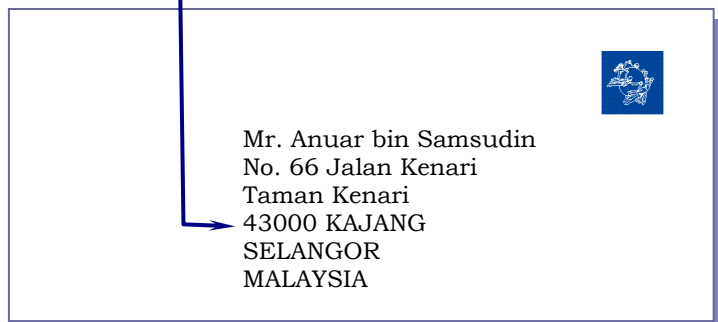 Mr. Anuar bin Samsudin
No. 66 Jalan Kenari
Taman Kenari
43000 KAJANG
SELANGOR
MALAYSIA